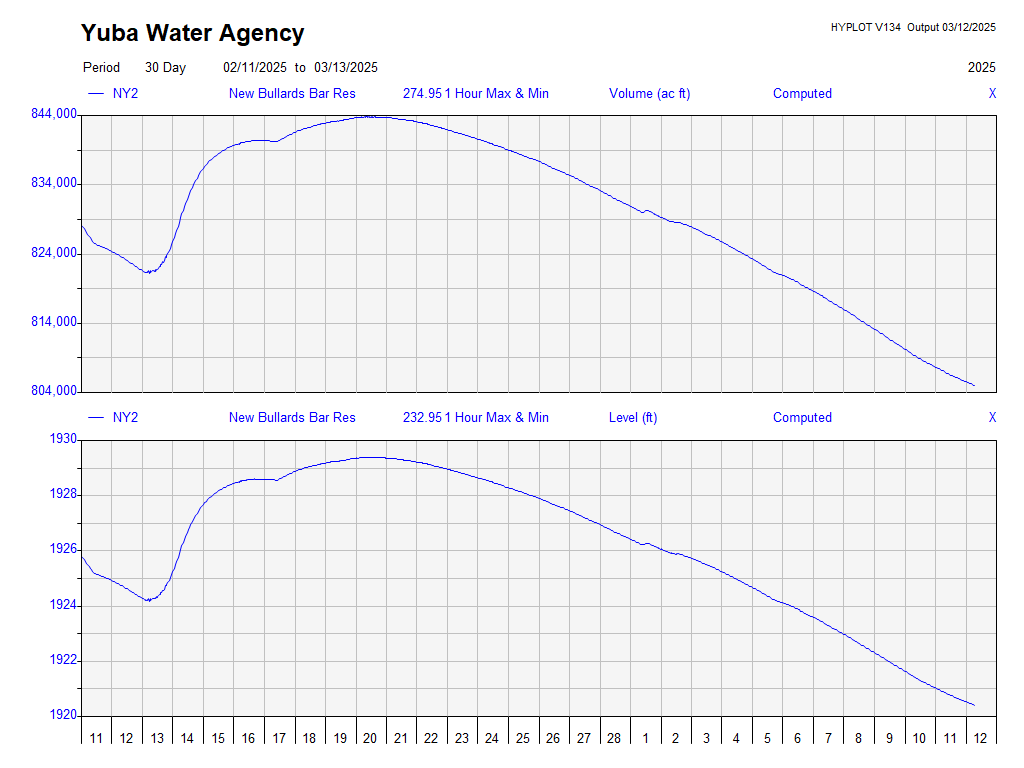 Yuba Water Agency
HYPLOT V134 Output 03/12/2025
Period 30 Day 02/11/2025 to 03/13/2025 2025
NY2 New Bullards Bar Res 274.95 1 Hour Max & Min Volume (ac ft) Computed X
844,000
834,000
824,000
814,000
804,000
NY2 New Bullards Bar Res 232.95 1 Hour Max & Min Level (ft) Computed X
1930
1928
1926
1924
1922
1920
11 12 13 14 15 16 17 18 19 20 21 22 23 24 25 26 27 28 1 2 3 4 5 6 7 8 9 10 11 12